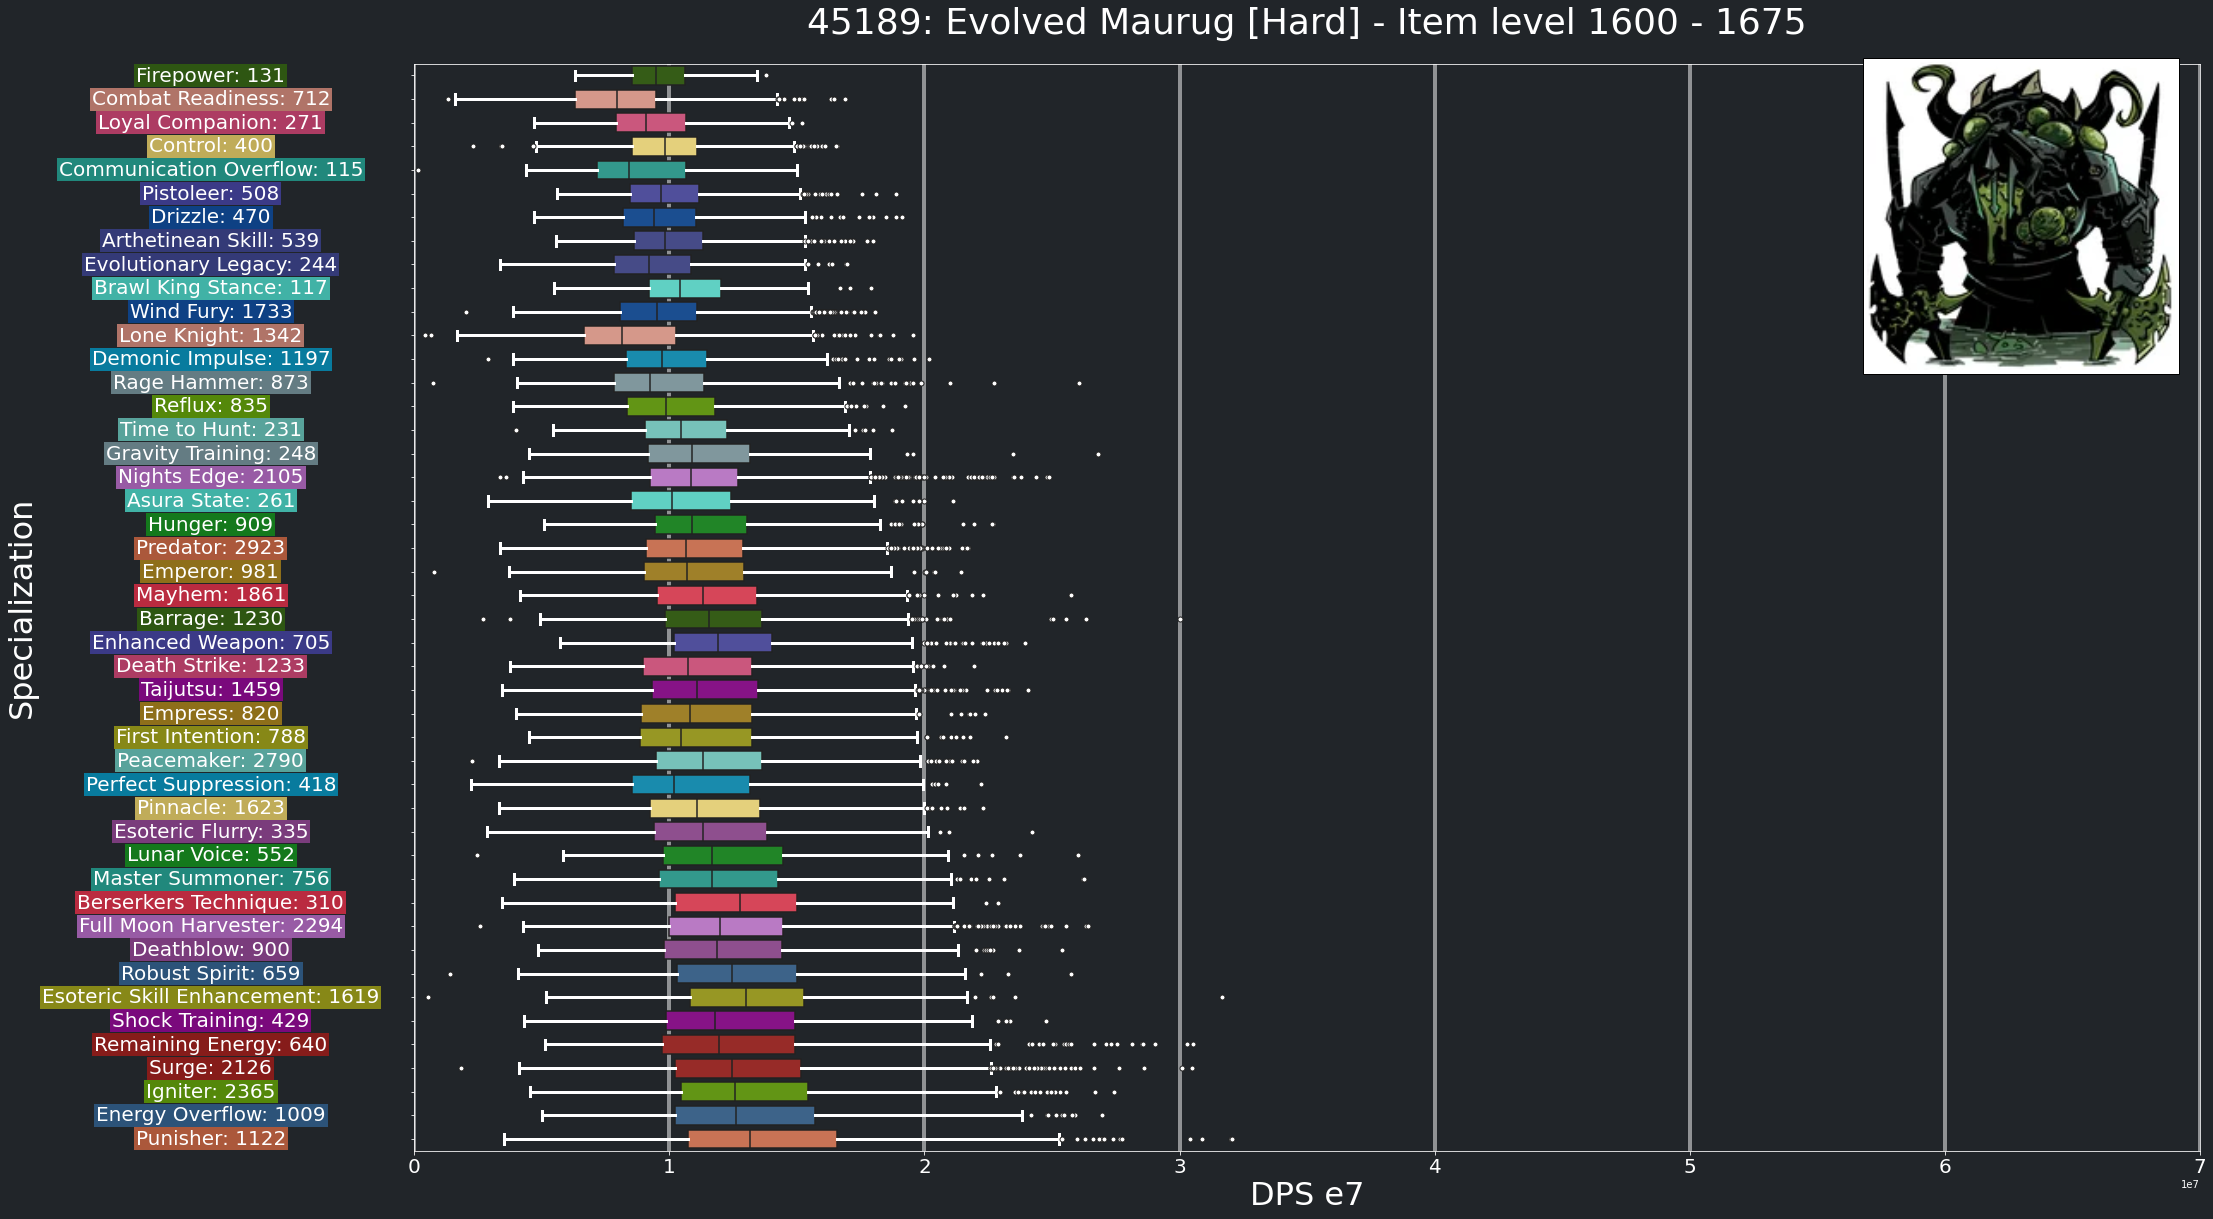 45189: Evolved Maurug [Hard] - Item level 1600 - 1675
Firepower: 131
Combat Readiness: 712
Loyal Companion: 271
Control: 400
Communication Overflow: 115
Pistoleer: 508
Drizzle: 470
Arthetinean Skill: 539
Evolutionary Legacy: 244
Brawl King Stance: 117
Wind Fury: 1733
Lone Knight: 1342
Demonic Impulse: 1197
Rage Hammer: 873
Reflux: 835
Time to Hunt: 231
Gravity Training: 248
Nights Edge: 2105
Asura State: 261
Hunger: 909
Predator: 2923
Emperor: 981
Mayhem: 1861
Barrage: 1230
Enhanced Weapon: 705
Death Strike: 1233
Taijutsu: 1459
Empress: 820
First Intention: 788
Peacemaker: 2790
Perfect Suppression: 418
Pinnacle: 1623
Esoteric Flurry: 335
Lunar Voice: 552
Master Summoner: 756
Berserkers Technique: 310
Full Moon Harvester: 2294
Deathblow: 900
Robust Spirit: 659
Esoteric Skill Enhancement: 1619
Shock Training: 429
Remaining Energy: 640
Surge: 2126
Igniter: 2365
Energy Overflow: 1009
Punisher: 1122
Specialization
0 1 2 3 4 5 6 7
1e7
DPS e7